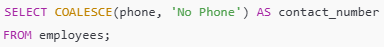 SELECT COALESCE(phone, 'No Phone') AS contact_number
FROM employees;